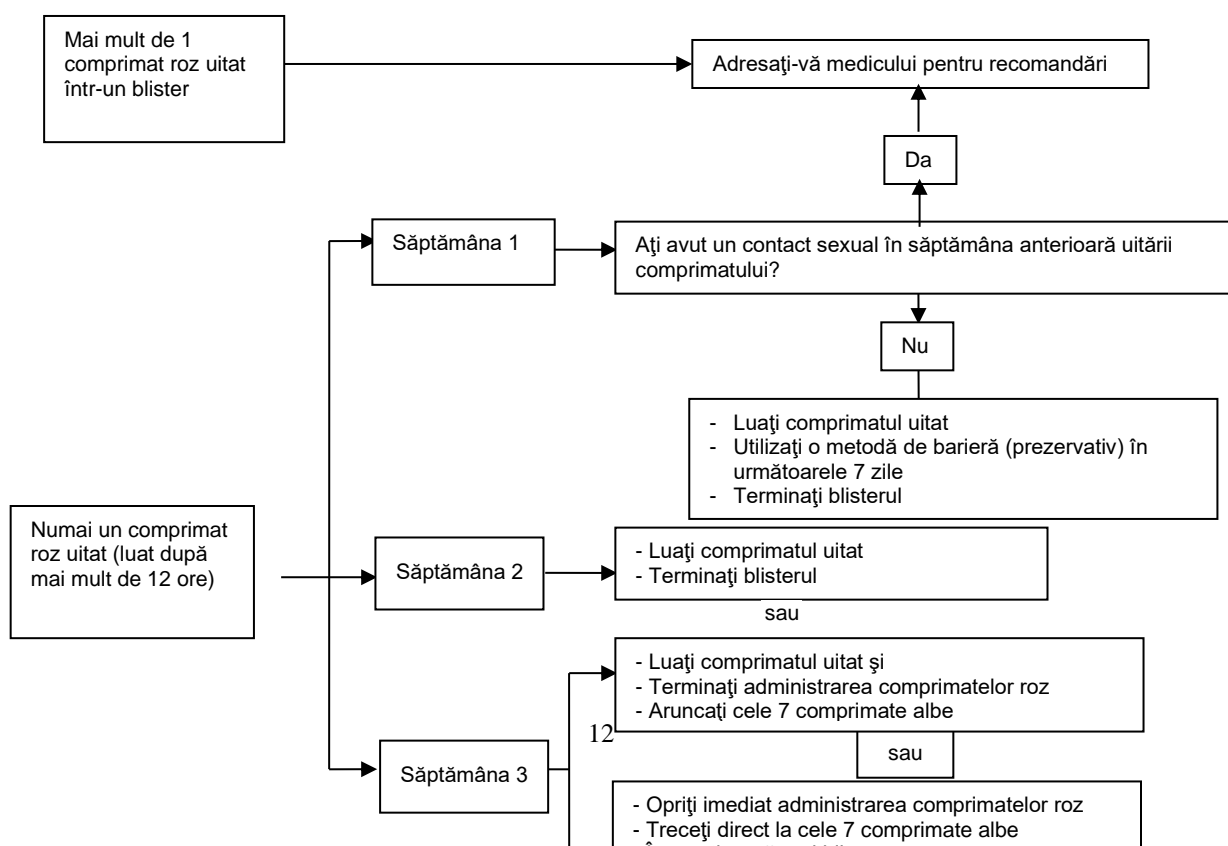 Mai mult de 1
comprimat roz uitat
într-un blister
Adresaţi-vă medicului pentru recomandări
Da
Săptămâna 1
Aţi avut un contact sexual în săptămâna anterioară uitării
comprimatului?
Nu
- Luaţi comprimatul uitat
- Utilizaţi o metodă de barieră (prezervativ) în
următoarele 7 zile
- Terminaţi blisterul
Numai un comprimat
roz uitat (luat după
mai mult de 12 ore)
Săptămâna 2
- Luaţi comprimatul uitat
- Terminaţi blisterul
sau
- Luaţi comprimatul uitat şi
- Terminaţi administrarea comprimatelor roz
- Aruncaţi cele 7 comprimate albe
12
sau
Săptămâna 3
- Opriţi imediat administrarea comprimatelor roz
- Treceţi direct la cele 7 comprimate albe